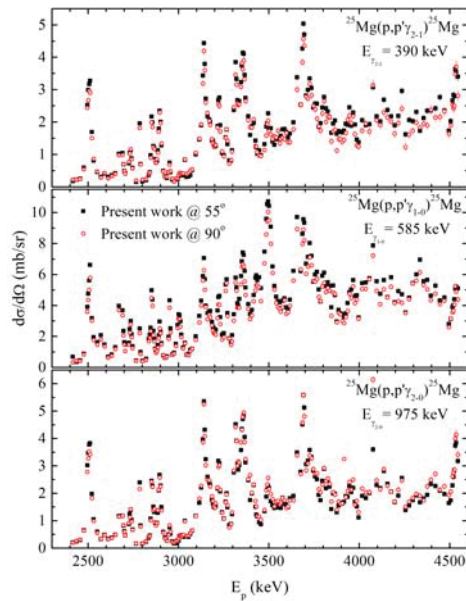 ²⁵Mg(p,p'γ₂₋₁)²⁵Mg
E_γ₂₋₁ = 390 keV
5
4
3
2
1
0
²⁵Mg(p,p'γ₁₋₀)²⁵Mg
E_γ₁₋₀ = 585 keV
Present work @ 55°
Present work @ 90°
10
8
6
4
2
0
dσ/dΩ (mb/sr)
²⁵Mg(p,p'γ₂₋₀)²⁵Mg
E_γ₂₋₀ = 975 keV
6
5
4
3
2
1
0
2500 3000 3500 4000 4500
E_p (keV)